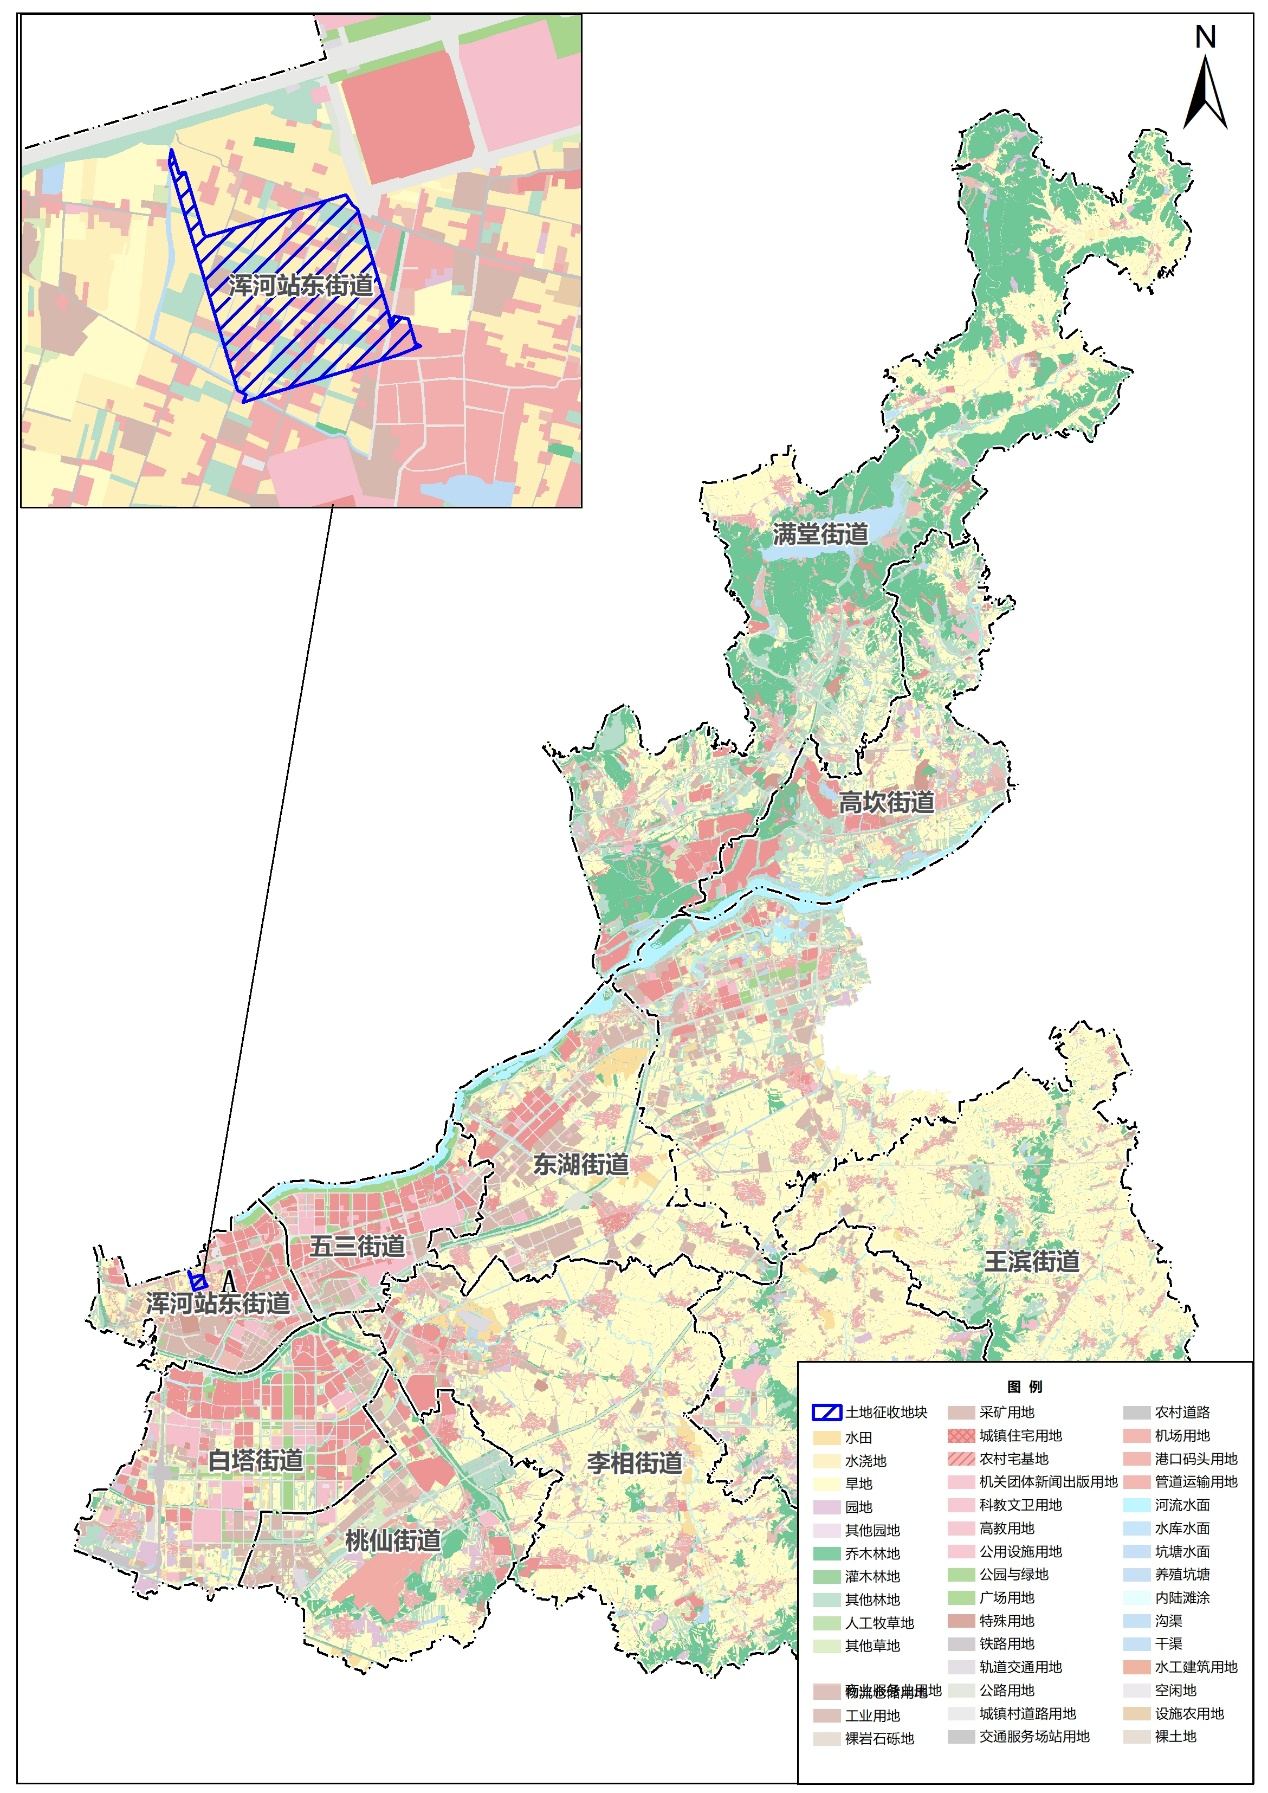 N
浑河站东街道
满堂街道
高坎街道
东湖街道
五三街道
王滨街道
A
浑河站东街道
白塔街道
李相街道
桃仙街道
图 例
土地征收地块
水田
水浇地
旱地
园地
其他园地
乔木林地
灌木林地
其他林地
人工牧草地
其他草地
工业用地
裸岩石砾地
采矿用地
城镇住宅用地
农村宅基地
机关团体新闻出版用地
科教文卫用地
高教用地
公用设施用地
公园与绿地
广场用地
特殊用地
铁路用地
轨道交通用地
公路用地
城镇村道路用地
交通服务场站用地
农村道路
机场用地
港口码头用地
管道运输用地
河流水面
水库水面
坑塘水面
养殖坑塘
内陆滩涂
沟渠
干渠
水工建筑用地
空闲地
设施农用地
裸土地